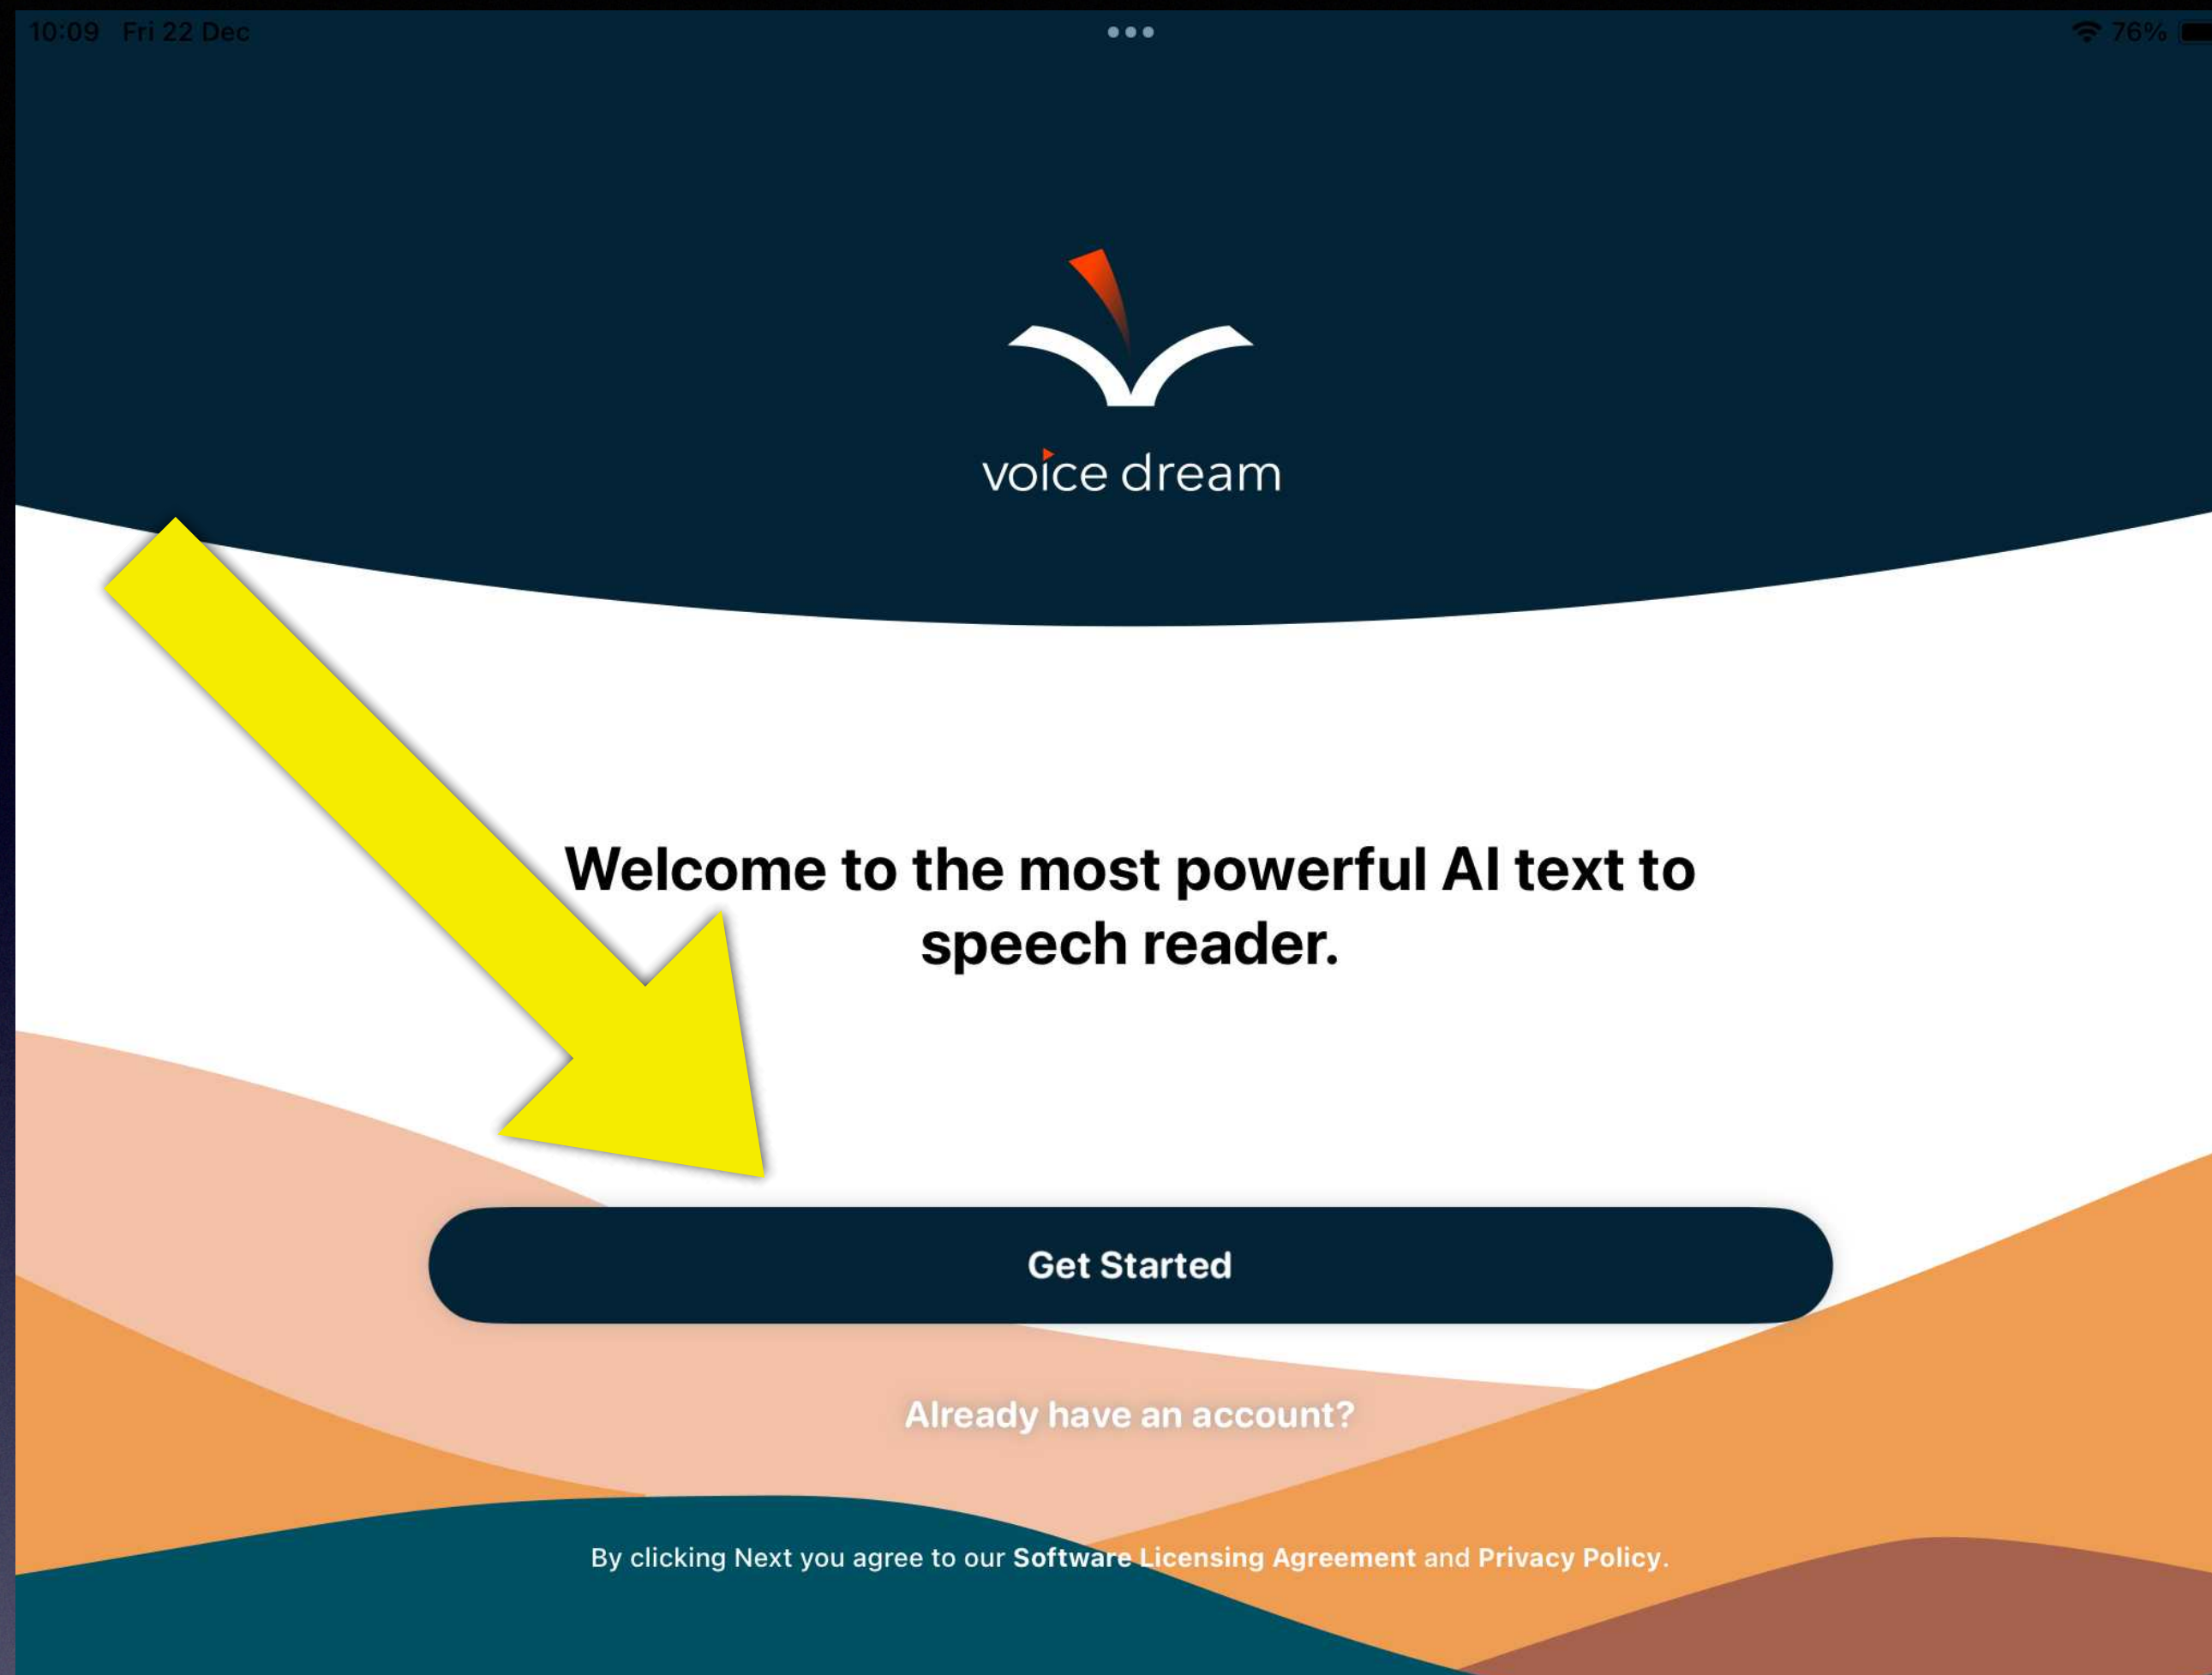 10:09 Fri 22 Dec
76%
voice dream
Welcome to the most powerful AI text to
speech reader.
Get Started
Already have an account?
By clicking Next you agree to our Software Licensing Agreement and Privacy Policy.